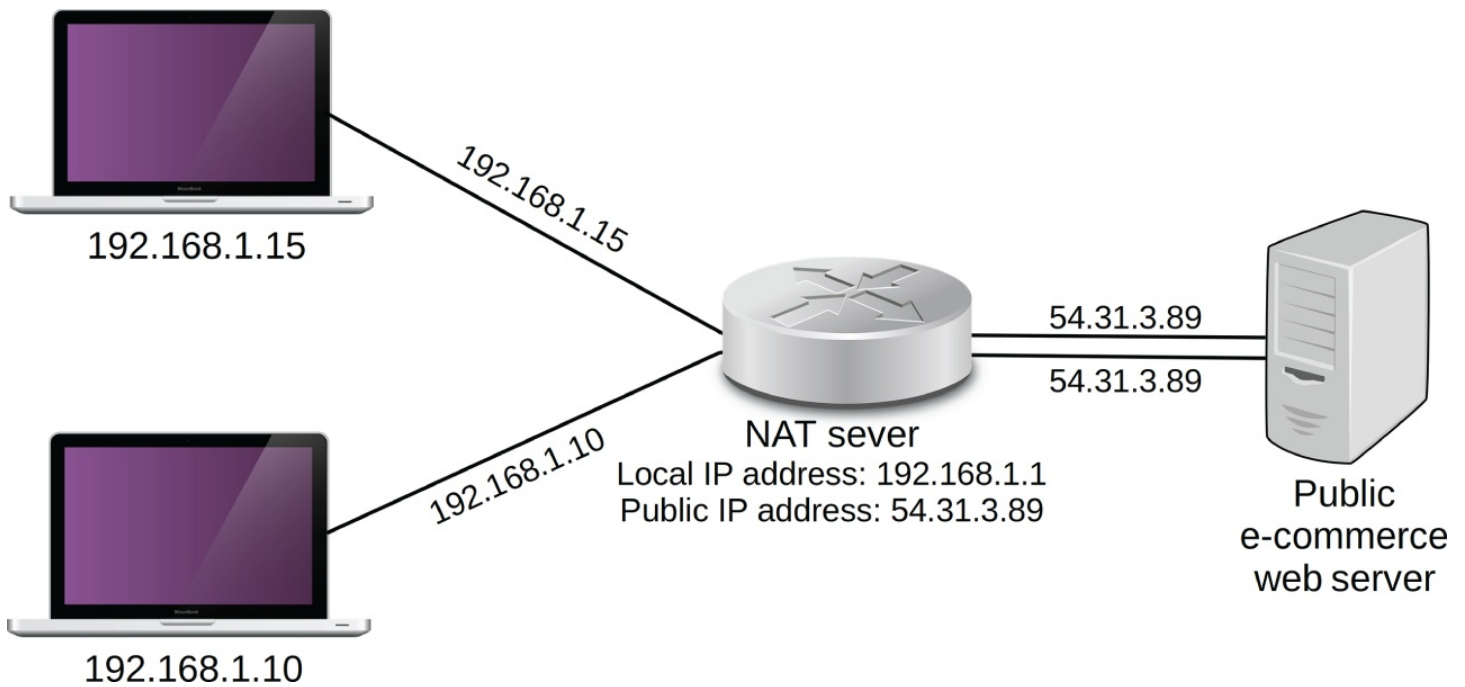 192.168.1.15
192.168.1.15
54.31.3.89
54.31.3.89
192.168.1.10
192.168.1.10
NAT sever
Local IP address: 192.168.1.1
Public IP address: 54.31.3.89
Public
e-commerce
web server